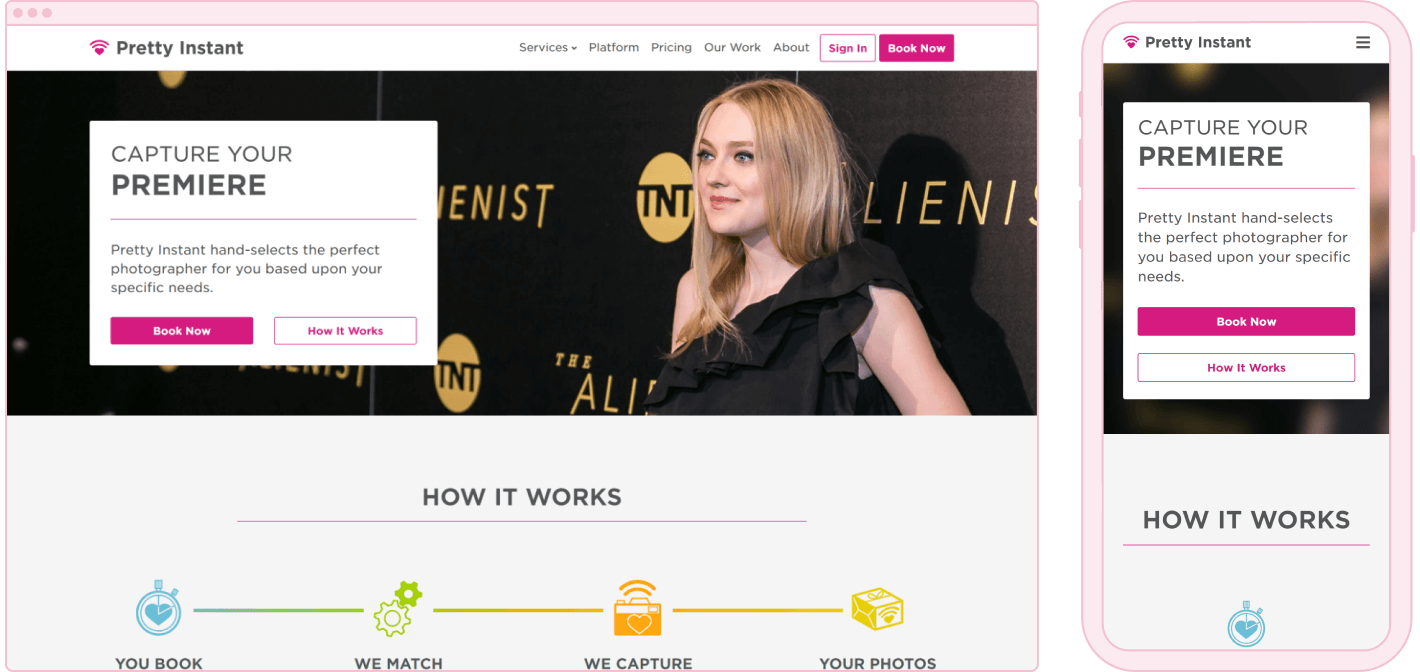 Pretty Instant
Services Platform Pricing Our Work About Sign In Book Now
CAPTURE YOUR
PREMIERE
Pretty Instant hand-selects the perfect
photographer for you based upon your
specific needs.
Book Now How It Works
IENIST
TNT
LIENIS
TNT
THE
ALI
HOW IT WORKS
YOU BOOK WE MATCH WE CAPTURE YOUR PHOTOS
Pretty Instant
CAPTURE YOUR
PREMIERE
Pretty Instant hand-selects
the perfect photographer for
you based upon your specific
needs.
Book Now
How It Works
HOW IT WORKS